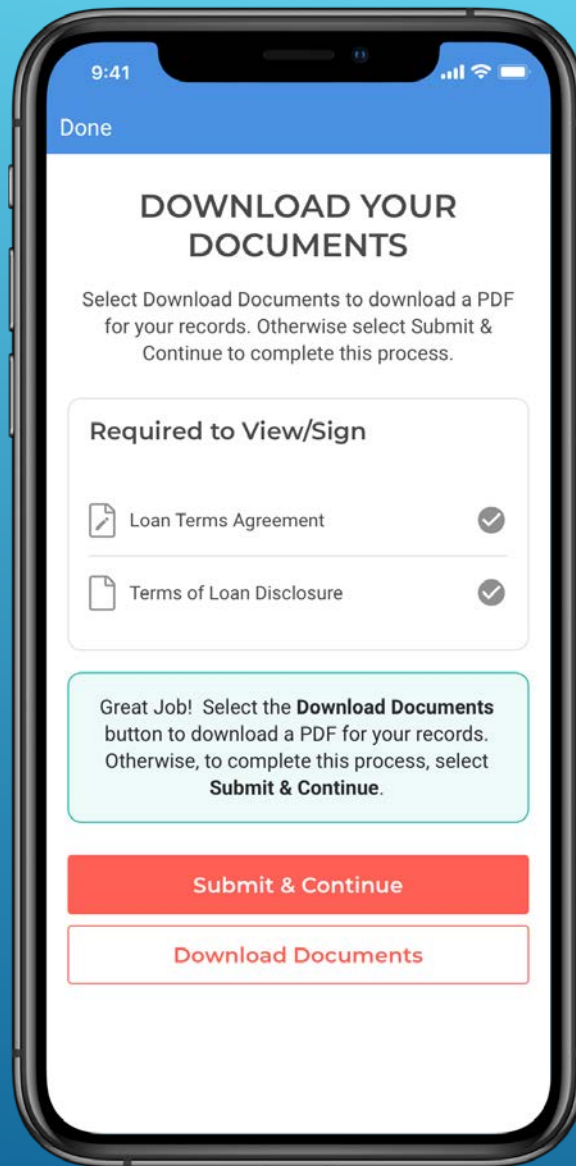 9:41
Done
DOWNLOAD YOUR
DOCUMENTS
Select Download Documents to download a PDF
for your records. Otherwise select Submit &
Continue to complete this process.
Required to View/Sign
Loan Terms Agreement
Terms of Loan Disclosure
Great Job!  Select the Download Documents
button to download a PDF for your records.
Otherwise, to complete this process, select
Submit & Continue.
Submit & Continue
Download Documents